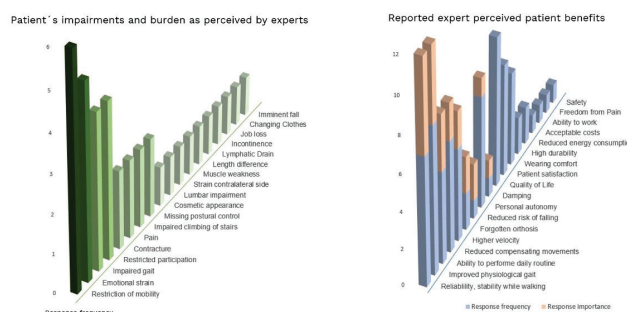 Patient´s impairments and burden as perceived by experts
6
5
4
3
2
1
0
Imminent fall
Changing Clothes
Job loss
Incontinence
Lymphatic Drain
Length difference
Muscle weakness
Strain contralateral side
Lumbar impairment
Cosmetic appearance
Missing postural control
Impaired climbing of stairs
Pain
Contracture
Restricted participation
Impaired gait
Emotional strain
Restriction of mobility
Response frequency
Reported expert perceived patient benefits
12
10
8
6
4
2
0
Safety
Freedom from Pain
Ability to work
Acceptable costs
Reduced energy consumptio
High durability
Wearing comfort
Patient satisfaction
Quality of Life
Damping
Personal autonomy
Reduced risk of falling
Forgotten orthosis
Higher velocity
Reduced compensating movements
Ability to performe daily routine
Improved physiological gait
Reliability, stability while walking
Response frequency Response importance